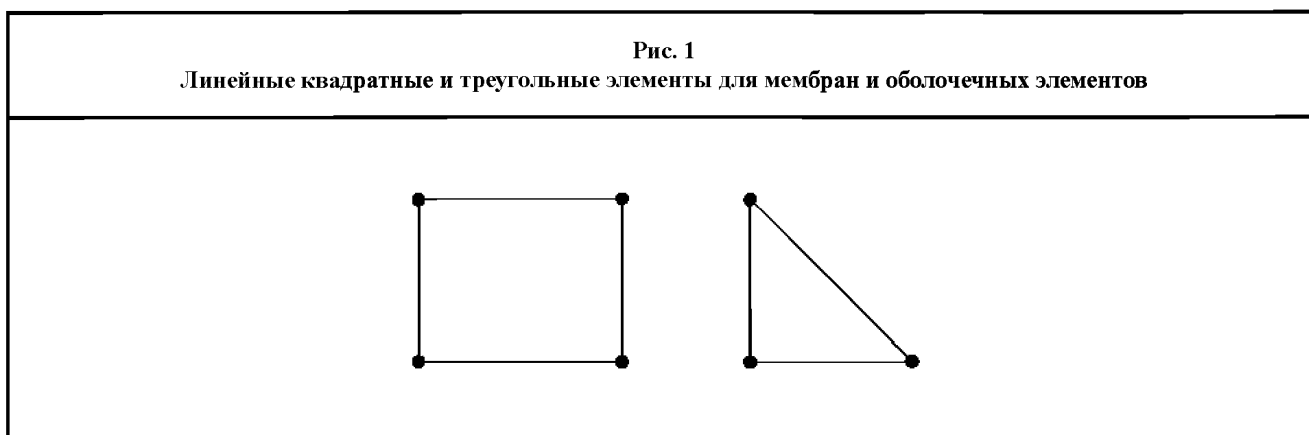 Рис. 1
Линейные квадратные и треугольные элементы для мембран и оболочечных элементов